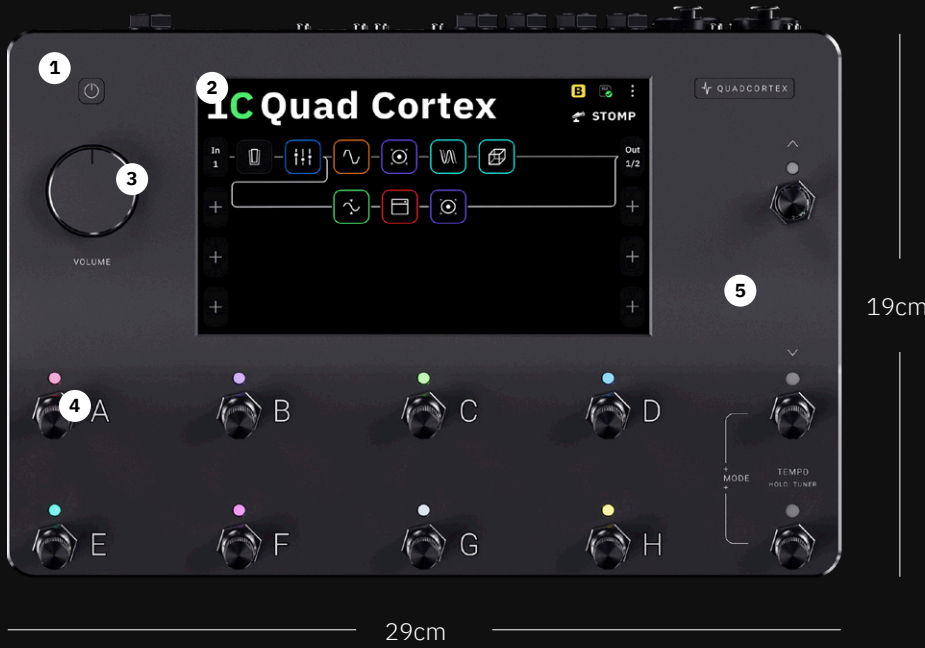 1
QUADCORTEX
2
1C Quad Cortex
B
STOMP
In
1
Out
1/2
3
VOLUME
5
19cm
4
A
B
C
D
MODE
TEMPO
HOLD: TUNER
E
F
G
H
29cm